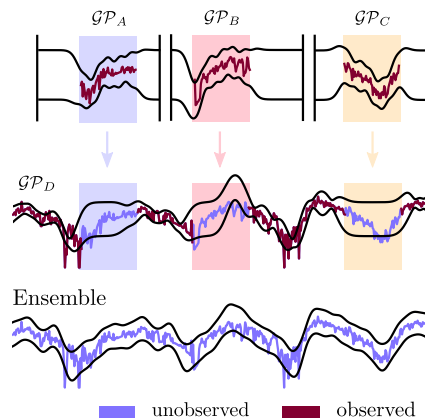 𝒢𝒫_A 𝒢𝒫_B 𝒢𝒫_C
𝒢𝒫_D
Ensemble
unobserved observed